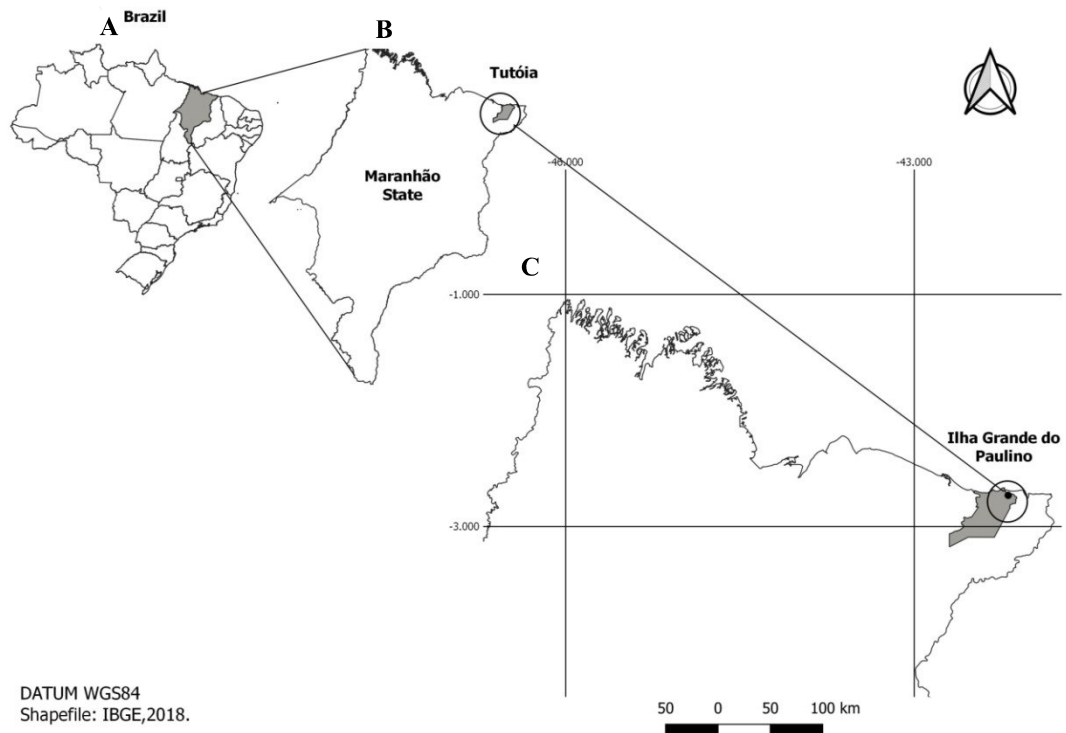 A
Brazil
B
Tutóia
-46.000
-43.000
Maranhão
State
C
-1.000
Ilha Grande do
Paulino
-3.000
DATUM WGS84
Shapefile: IBGE,2018.
50 0 50 100 km